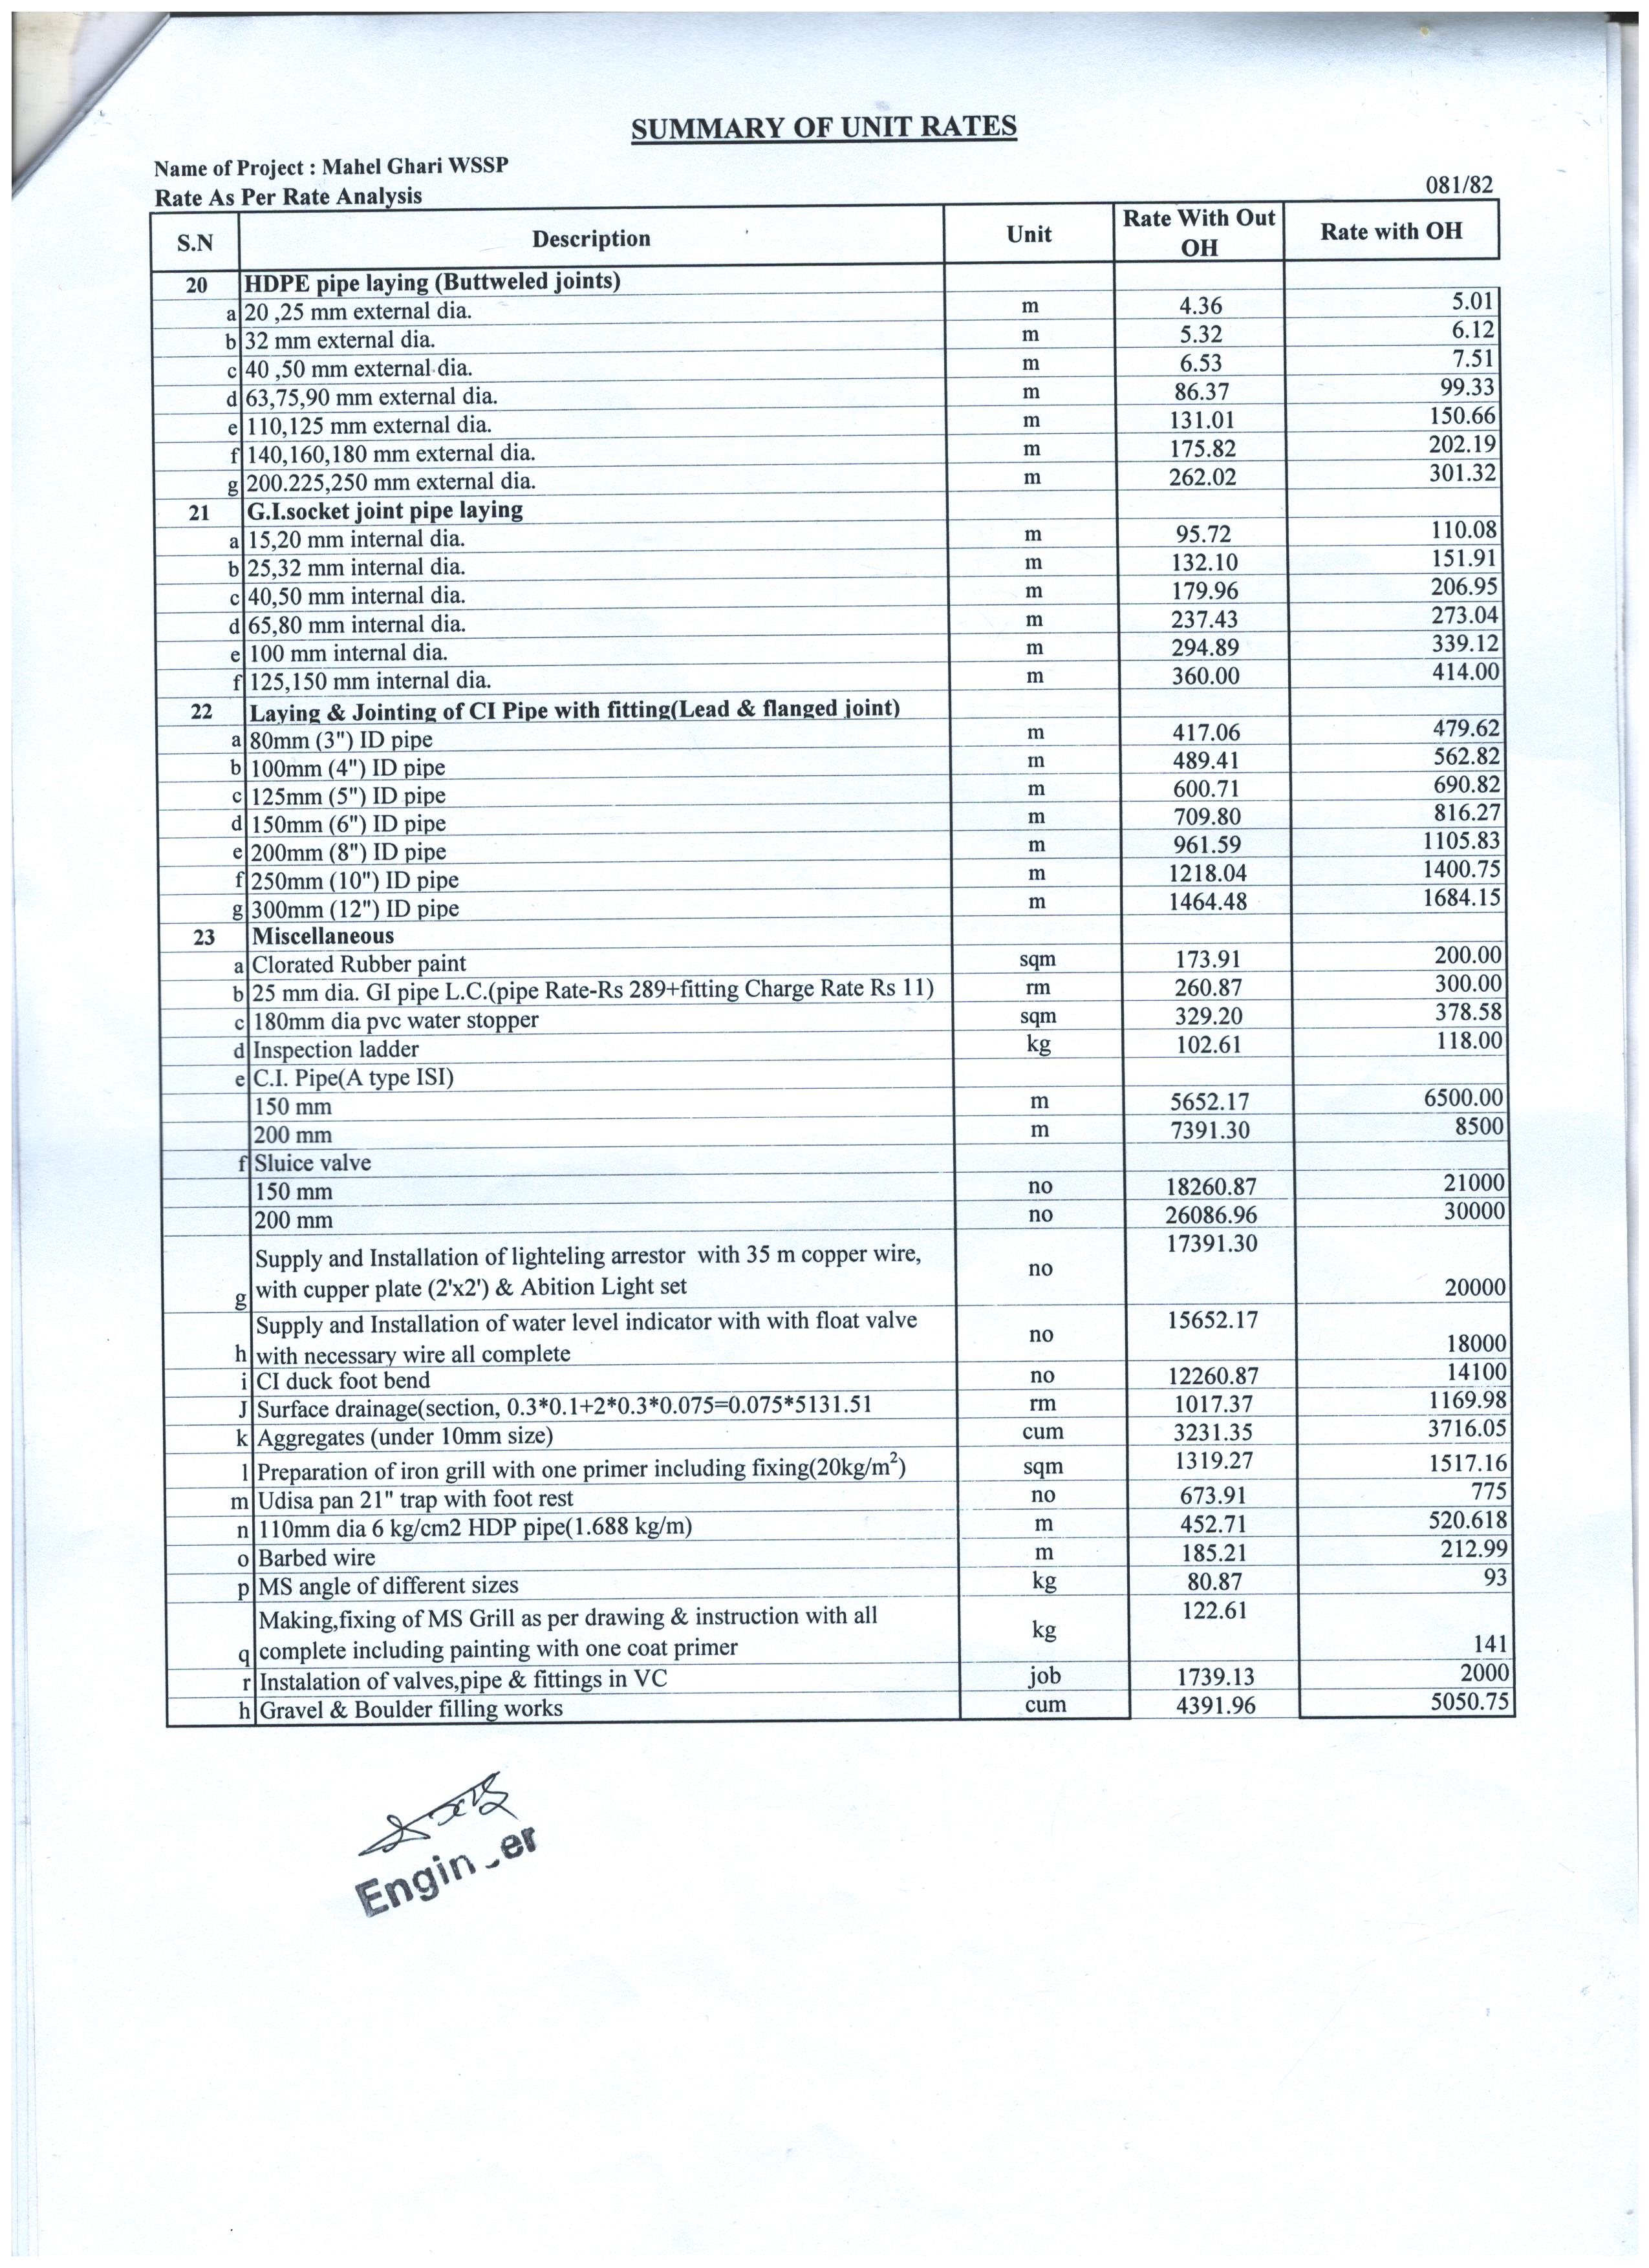 SUMMARY OF UNIT RATES
Name of Project : Mahel Ghari WSSP
Rate As Per Rate Analysis 081/82
S.N Description Unit Rate With Out OH Rate with OH
20 HDPE pipe laying (Buttweled joints)
a 20 ,25 mm external dia. m 4.36 5.01
b 32 mm external dia. m 5.32 6.12
c 40 ,50 mm external dia. m 6.53 7.51
d 63,75,90 mm external dia. m 86.37 99.33
e 110,125 mm external dia. m 131.01 150.66
f 140,160,180 mm external dia. m 175.82 202.19
g 200.225,250 mm external dia. m 262.02 301.32
21 G.I.socket joint pipe laying
a 15,20 mm internal dia. m 95.72 110.08
b 25,32 mm internal dia. m 132.10 151.91
c 40,50 mm internal dia. m 179.96 206.95
d 65,80 mm internal dia. m 237.43 273.04
e 100 mm internal dia. m 294.89 339.12
f 125,150 mm internal dia. m 360.00 414.00
22 Laying & Jointing of CI Pipe with fitting(Lead & flanged joint)
a 80mm (3") ID pipe m 417.06 479.62
b 100mm (4") ID pipe m 489.41 562.82
c 125mm (5") ID pipe m 600.71 690.82
d 150mm (6") ID pipe m 709.80 816.27
e 200mm (8") ID pipe m 961.59 1105.83
f 250mm (10") ID pipe m 1218.04 1400.75
g 300mm (12") ID pipe m 1464.48 1684.15
23 Miscellaneous
a Clorated Rubber paint sqm 173.91 200.00
b 25 mm dia. GI pipe L.C.(pipe Rate-Rs 289+fitting Charge Rate Rs 11) rm 260.87 300.00
c 180mm dia pvc water stopper sqm 329.20 378.58
d Inspection ladder kg 102.61 118.00
e C.I. Pipe(A type ISI)
150 mm m 5652.17 6500.00
200 mm m 7391.30 8500
f Sluice valve
150 mm no 18260.87 21000
200 mm no 26086.96 30000
Supply and Installation of lighteling arrestor with 35 m copper wire, no 17391.30
g with cupper plate (2'x2') & Abition Light set 20000
Supply and Installation of water level indicator with with float valve no 15652.17
h with necessary wire all complete 18000
i CI duck foot bend no 12260.87 14100
J Surface drainage(section, 0.3*0.1+2*0.3*0.075=0.075*5131.51 rm 1017.37 1169.98
k Aggregates (under 10mm size) cum 3231.35 3716.05
l Preparation of iron grill with one primer including fixing(20kg/m²) sqm 1319.27 1517.16
m Udisa pan 21" trap with foot rest no 673.91 775
n 110mm dia 6 kg/cm2 HDP pipe(1.688 kg/m) m 452.71 520.618
o Barbed wire m 185.21 212.99
p MS angle of different sizes kg 80.87 93
Making,fixing of MS Grill as per drawing & instruction with all kg 122.61
q complete including painting with one coat primer 141
r Instalation of valves,pipe & fittings in VC job 1739.13 2000
h Gravel & Boulder filling works cum 4391.96 5050.75